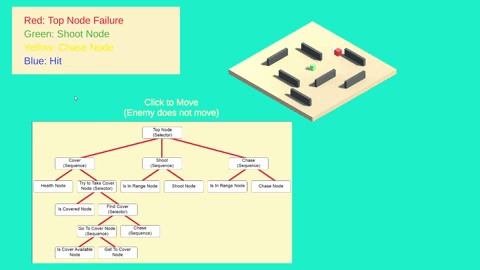 Red: Top Node Failure
Green: Shoot Node
Yellow: Chase Node
Blue: Hit
Click to Move
(Enemy does not move)
Top Node
(Selector)
Cover
(Sequence)
Shoot
(Sequence)
Chase
(Sequence)
Health Node
Try to Take Cover
Node (Selector)
Is In Range Node
Shoot Node
Is In Range Node
Chase Node
Is Covered Node
Find Cover
(Selector)
Go To Cover Node
(Sequence)
Chase
(Sequence)
Is Cover Available
Node
Get To Cover
Node